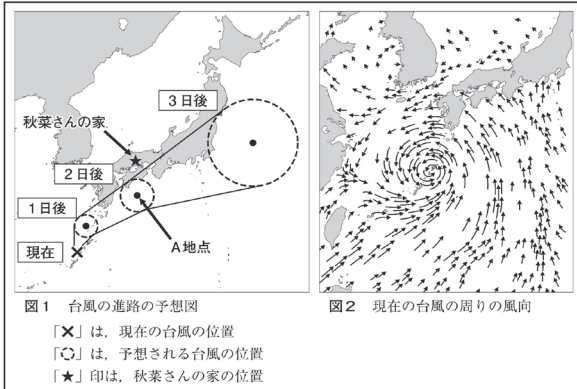 3日後
秋菜さんの家
2日後
1日後
A地点
現在
図1 台風の進路の予想図
「×」は，現在の台風の位置
「◌」は，予想される台風の位置
「★」印は，秋菜さんの家の位置
図2 現在の台風の周りの風向